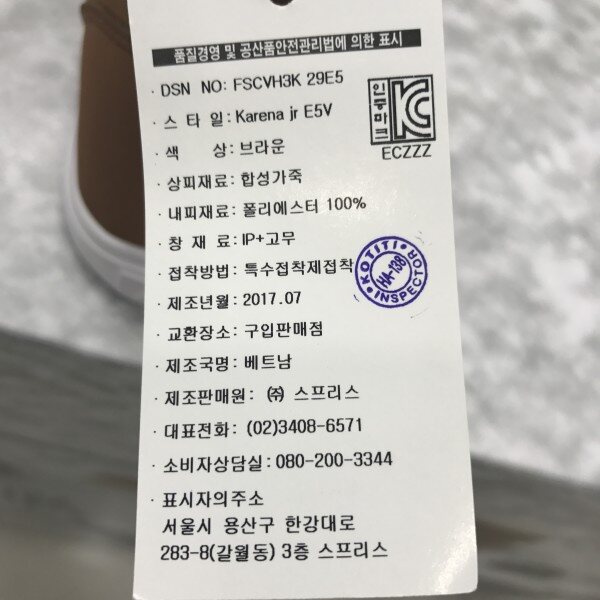 품질경영 및 공산품안전관리법에 의한 표시
· DSN NO: FSCVH3K 29E5
· 스 타 일: Karena jr E5V
· 색 상: 브라운
· 상피재료: 합성가죽
· 내피재료: 폴리에스터 100%
· 창 재 료: IP+고무
· 접착방법: 특수접착제접착
· 제조년월: 2017.07
· 교환장소: 구입판매점
· 제조국명: 베트남
· 제조판매원: ㈜ 스프리스
· 대표전화: (02)3408-6571
· 소비자상담실: 080-200-3344
· 표시자의주소
서울시 용산구 한강대로
283-8(갈월동) 3층 스프리스
인증마크
KC
ECZZZ
KOTITI
HA-138
INSPECTOR